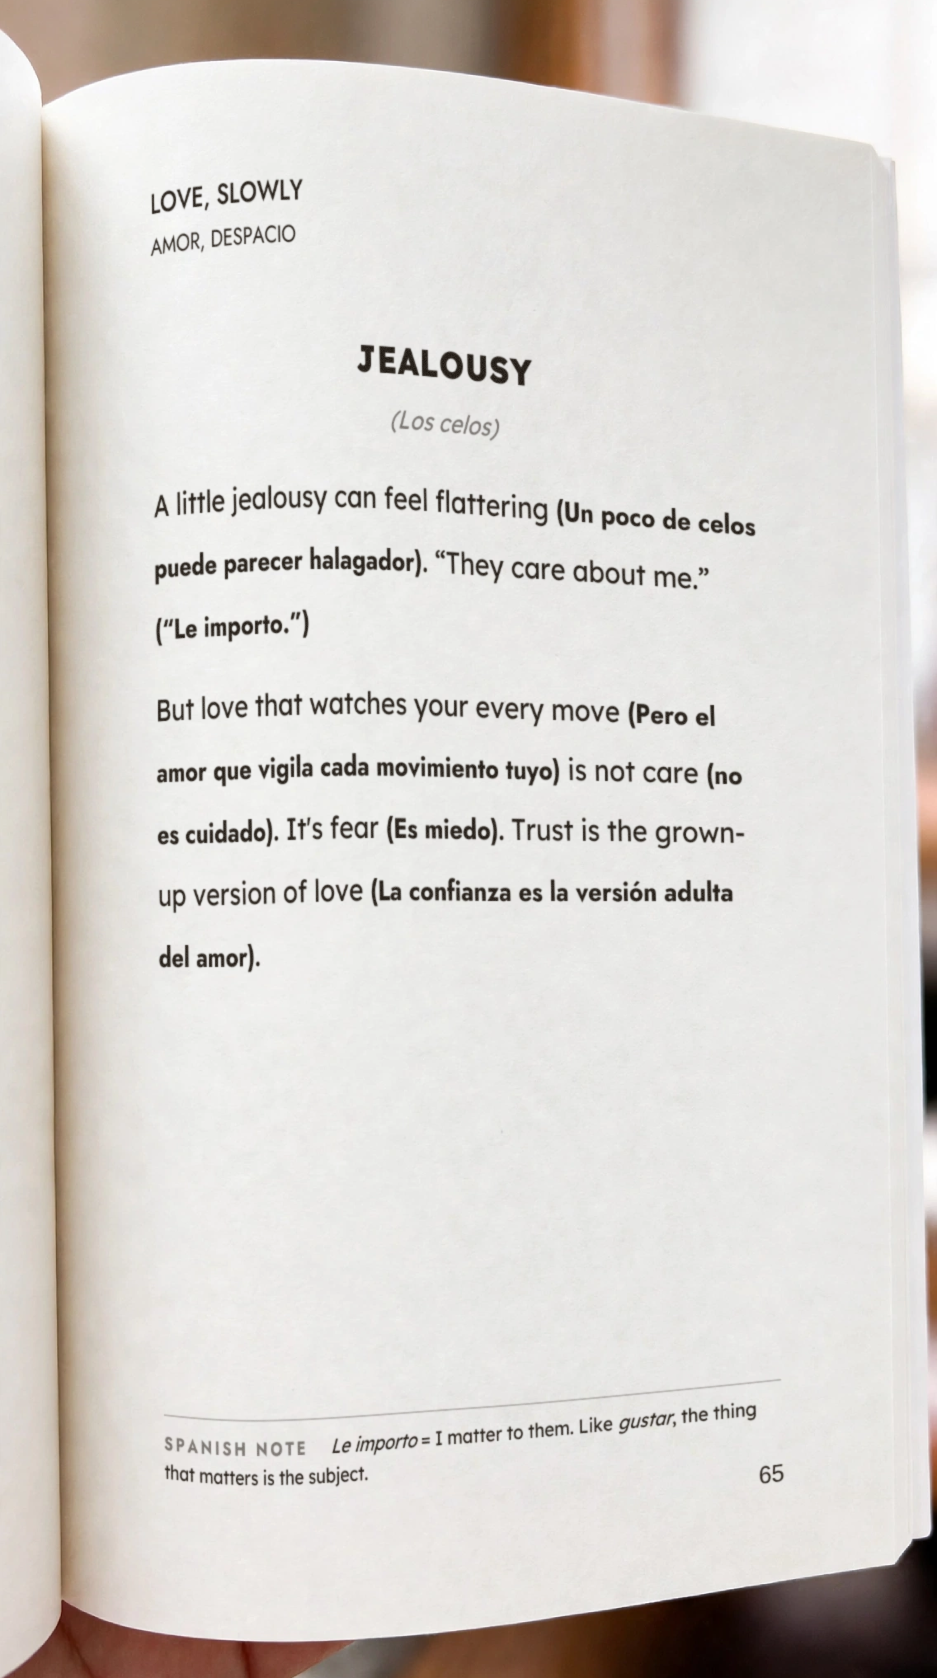 LOVE, SLOWLY
AMOR, DESPACIO
JEALOUSY
(Los celos)
A little jealousy can feel flattering (Un poco de celos
puede parecer halagador). “They care about me.”
(“Le importo.”)
But love that watches your every move (Pero el
amor que vigila cada movimiento tuyo) is not care (no
es cuidado). It's fear (Es miedo). Trust is the grown-
up version of love (La confianza es la versión adulta
del amor).
SPANISH NOTE Le importo = I matter to them. Like gustar, the thing
that matters is the subject.
65